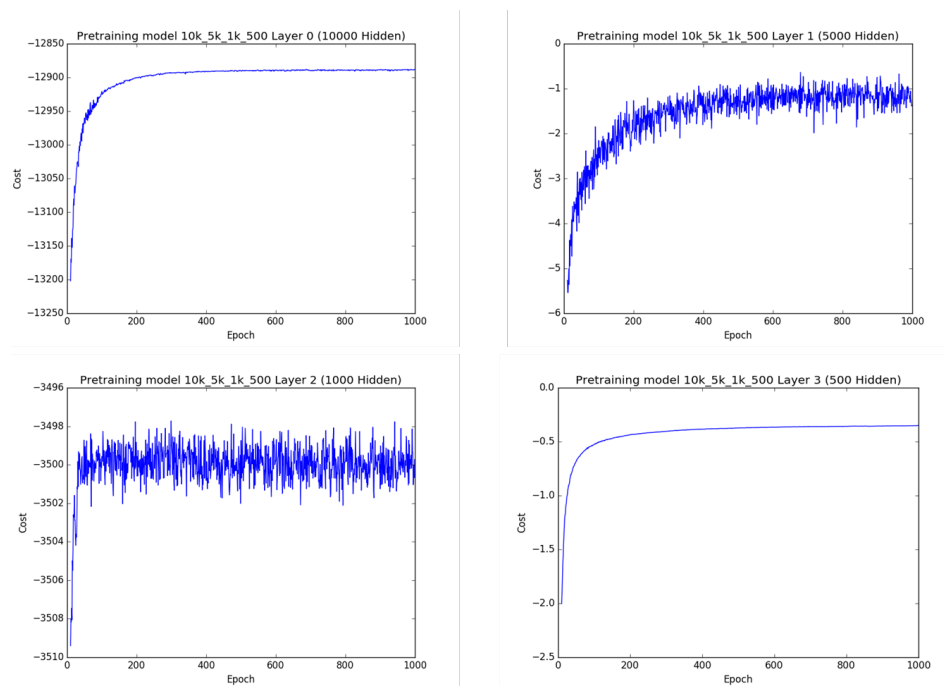 Pretraining model 10k_5k_1k_500 Layer 0 (10000 Hidden)
−12850
−12900
−12950
−13000
−13050
−13100
−13150
−13200
−13250
Cost
0 200 400 600 800 1000
Epoch
Pretraining model 10k_5k_1k_500 Layer 1 (5000 Hidden)
0
−1
−2
−3
−4
−5
−6
Cost
0 200 400 600 800 1000
Epoch
Pretraining model 10k_5k_1k_500 Layer 2 (1000 Hidden)
−3496
−3498
−3500
−3502
−3504
−3506
−3508
−3510
Cost
0 200 400 600 800 1000
Epoch
Pretraining model 10k_5k_1k_500 Layer 3 (500 Hidden)
0.0
−0.5
−1.0
−1.5
−2.0
−2.5
Cost
0 200 400 600 800 1000
Epoch